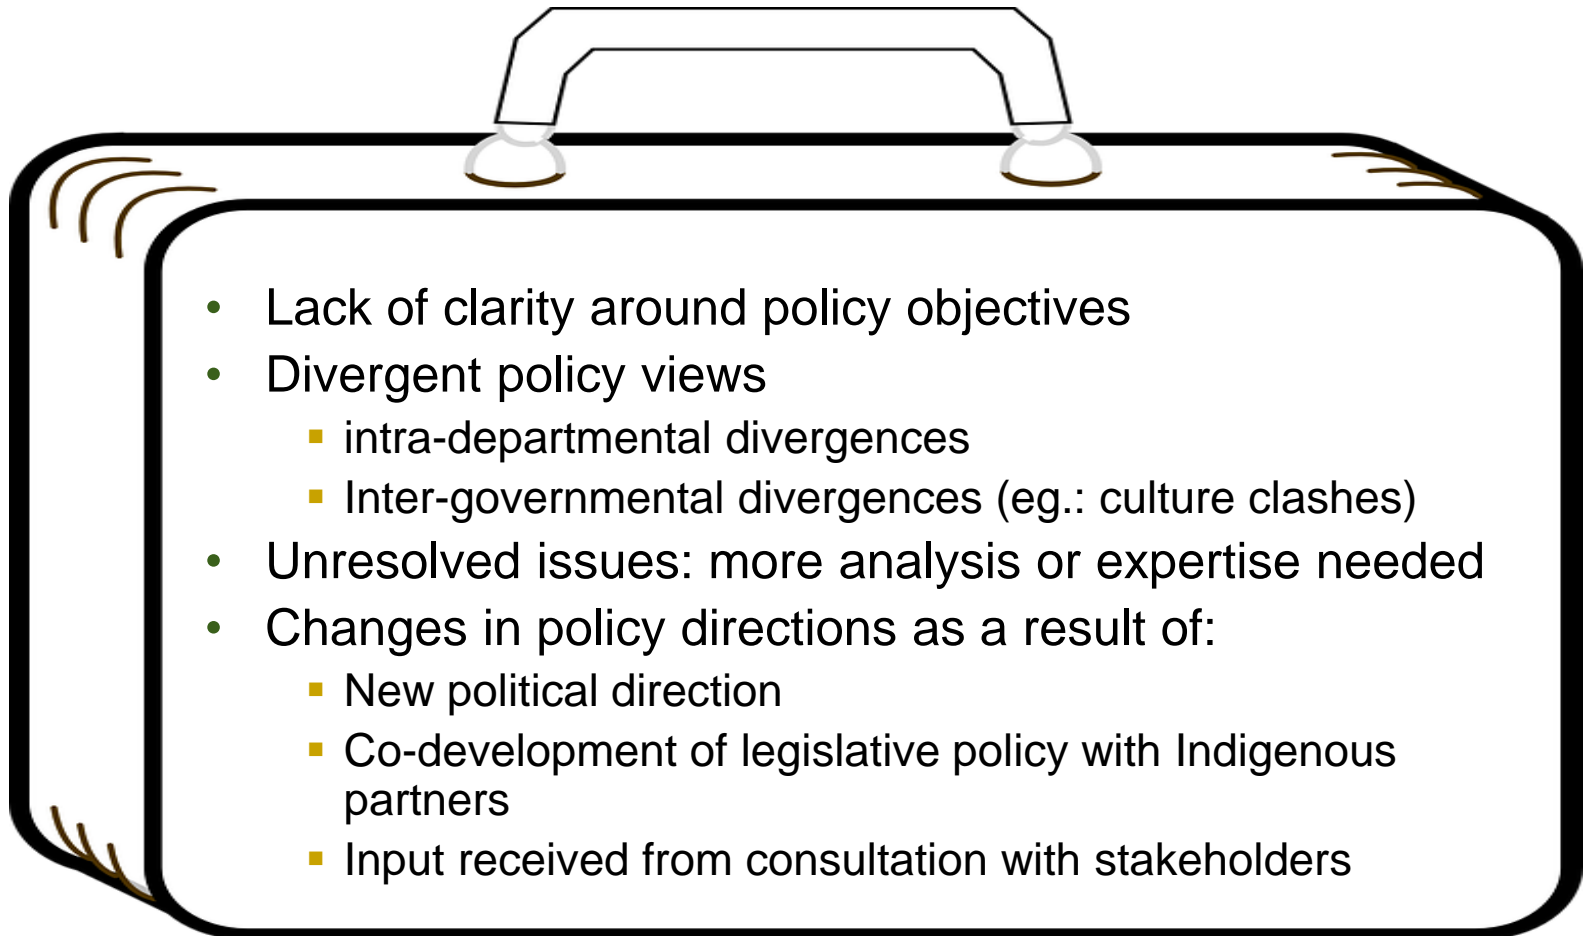 • Lack of clarity around policy objectives
• Divergent policy views
▪ intra-departmental divergences
▪ Inter-governmental divergences (eg.: culture clashes)
• Unresolved issues: more analysis or expertise needed
• Changes in policy directions as a result of:
▪ New political direction
▪ Co-development of legislative policy with Indigenous
partners
▪ Input received from consultation with stakeholders